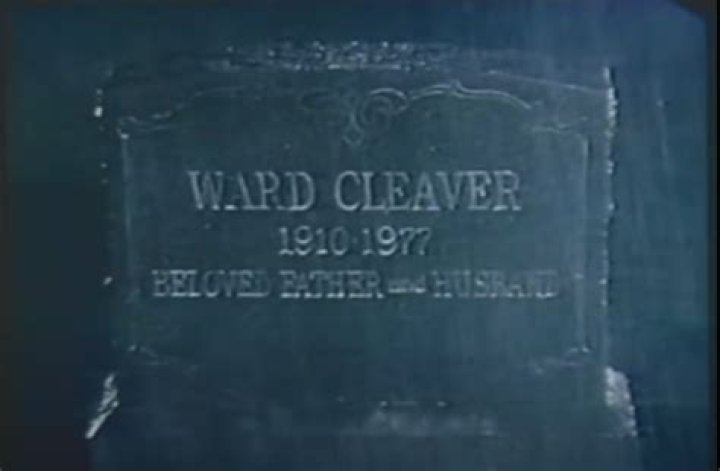 WARD CLEAVER
1910·1977
BELOVED FATHER and HUSBAND